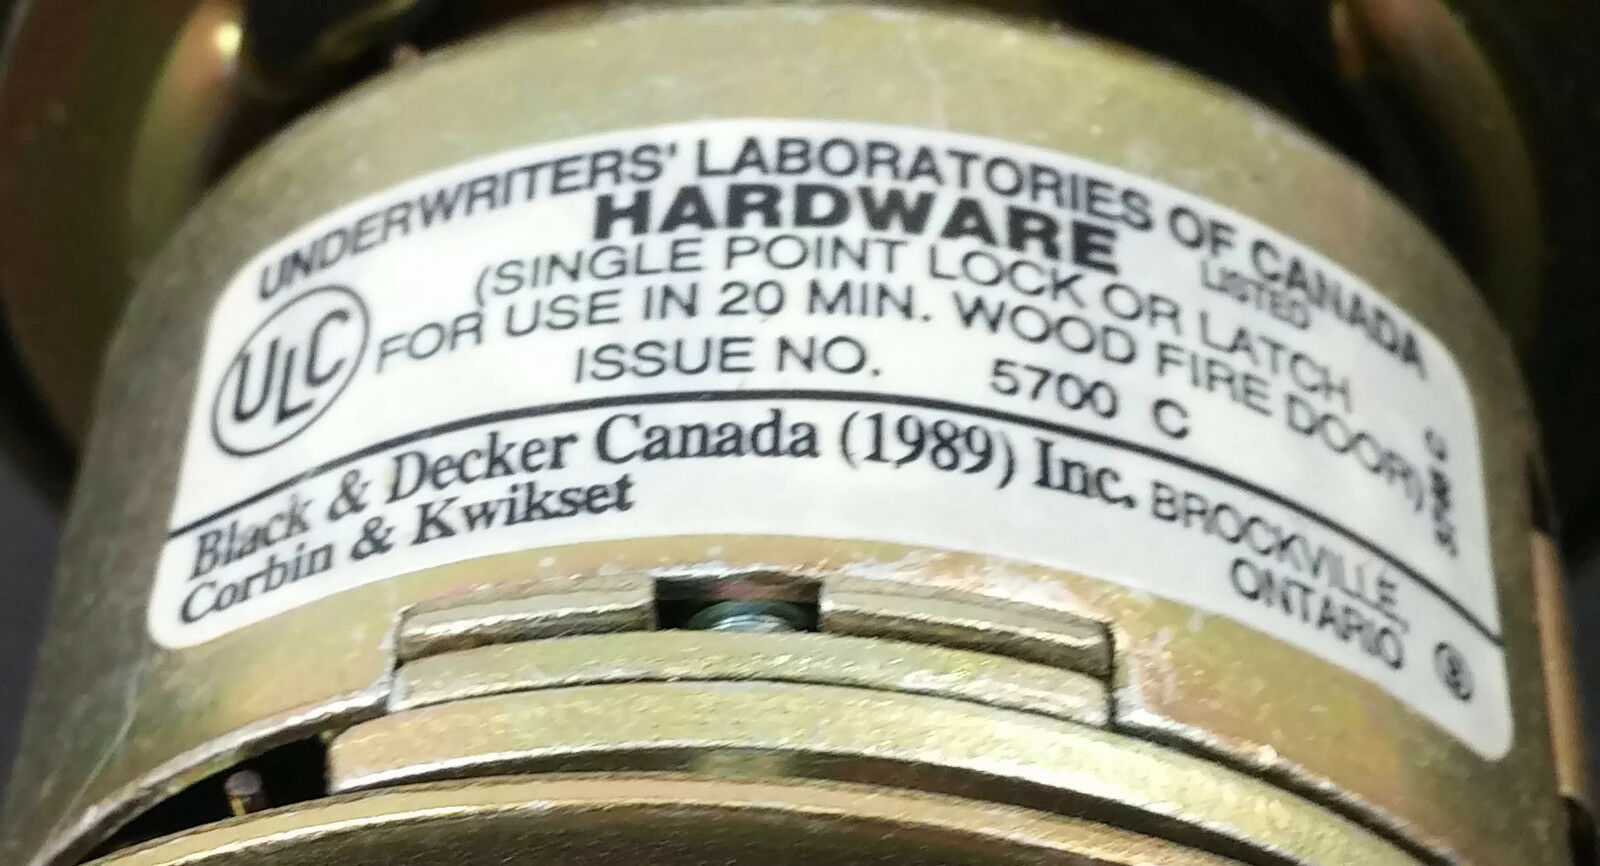 UNDERWRITERS' LABORATORIES OF CANADA
HARDWARE LISTED
(SINGLE POINT LOCK OR LATCH
FOR USE IN 20 MIN. WOOD FIRE DOOR)
ULC
ISSUE NO. 5700 C
Black & Decker Canada (1989) Inc. BROCKVILLE,
Corbin & Kwikset ONTARIO